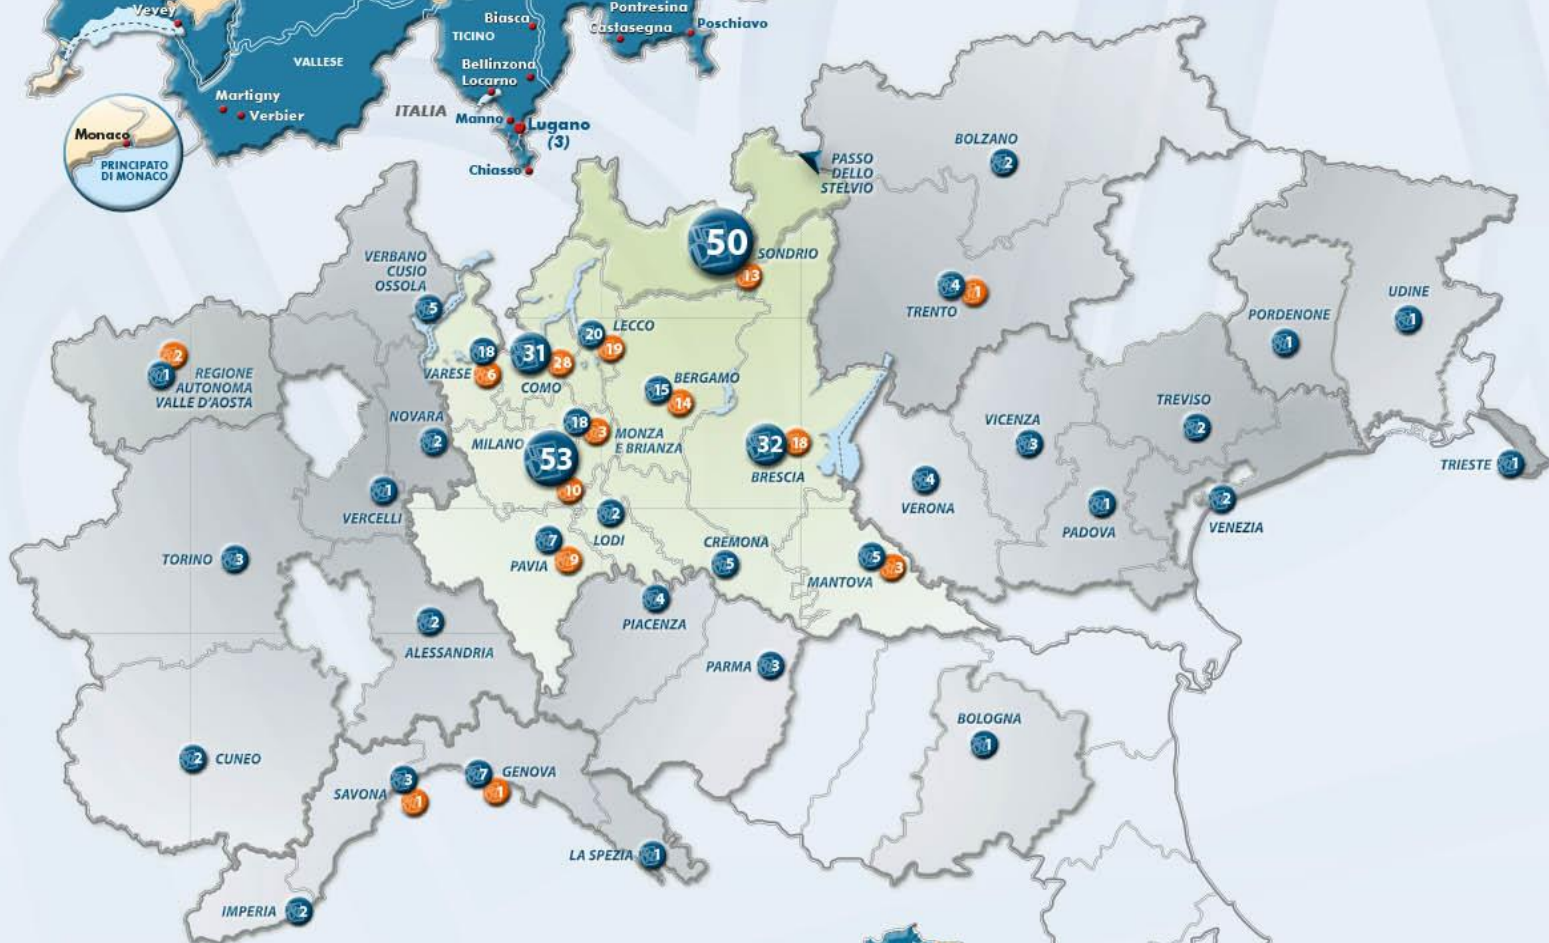 Vevey
Biasca
Pontresina
Castasegna
Poschiavo
TICINO
VALLESE
Bellinzona
Locarno
Martigny
Verbier
ITALIA
Manno
Lugano
(3)
Chiasso
Monaco
PRINCIPATO
DI MONACO
BOLZANO
2
PASSO
DELLO
STELVIO
50
SONDRIO
13
VERBANO
CUSIO
OSSOLA
5
4
1
TRENTO
UDINE
1
PORDENONE
1
2
1
REGIONE
AUTONOMA
VALLE D'AOSTA
18
VARESE
6
31
28
COMO
20
LECCO
19
15
BERGAMO
14
NOVARA
2
MILANO
53
10
18
3
MONZA
E BRIANZA
32
18
BRESCIA
VICENZA
3
TREVISO
2
TRIESTE
1
4
VERONA
1
PADOVA
2
VENEZIA
1
VERCELLI
2
LODI
7
PAVIA
9
CREMONA
5
5
3
MANTOVA
TORINO
3
4
PIACENZA
2
ALESSANDRIA
PARMA
3
BOLOGNA
1
2
CUNEO
SAVONA
3
1
7
GENOVA
1
LA SPEZIA
1
IMPERIA
2